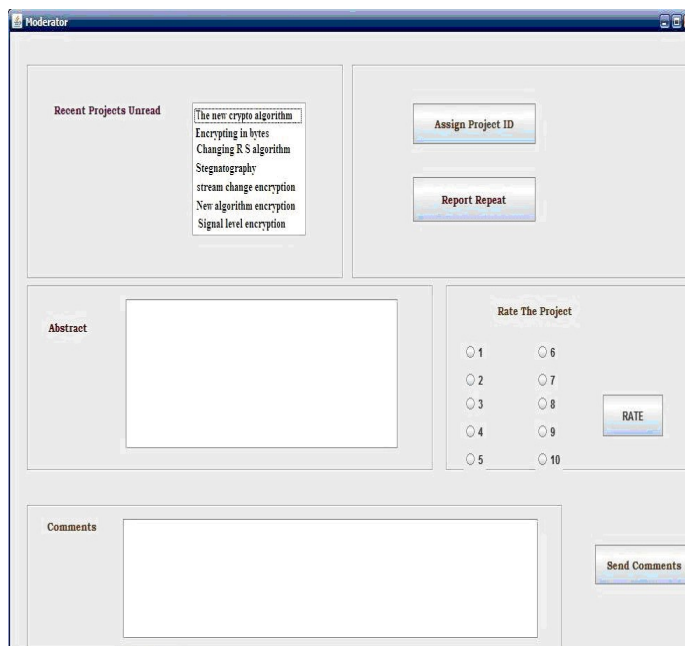 Moderator
Recent Projects Unread
The new crypto algorithm
Encrypting in bytes
Changing R S algorithm
Stegnatography
stream change encryption
New algorithm encryption
Signal level encryption
Assign Project ID
Report Repeat
Abstract
Rate The Project
1 6
2 7
3 8
4 9
5 10
RATE
Comments
Send Comments